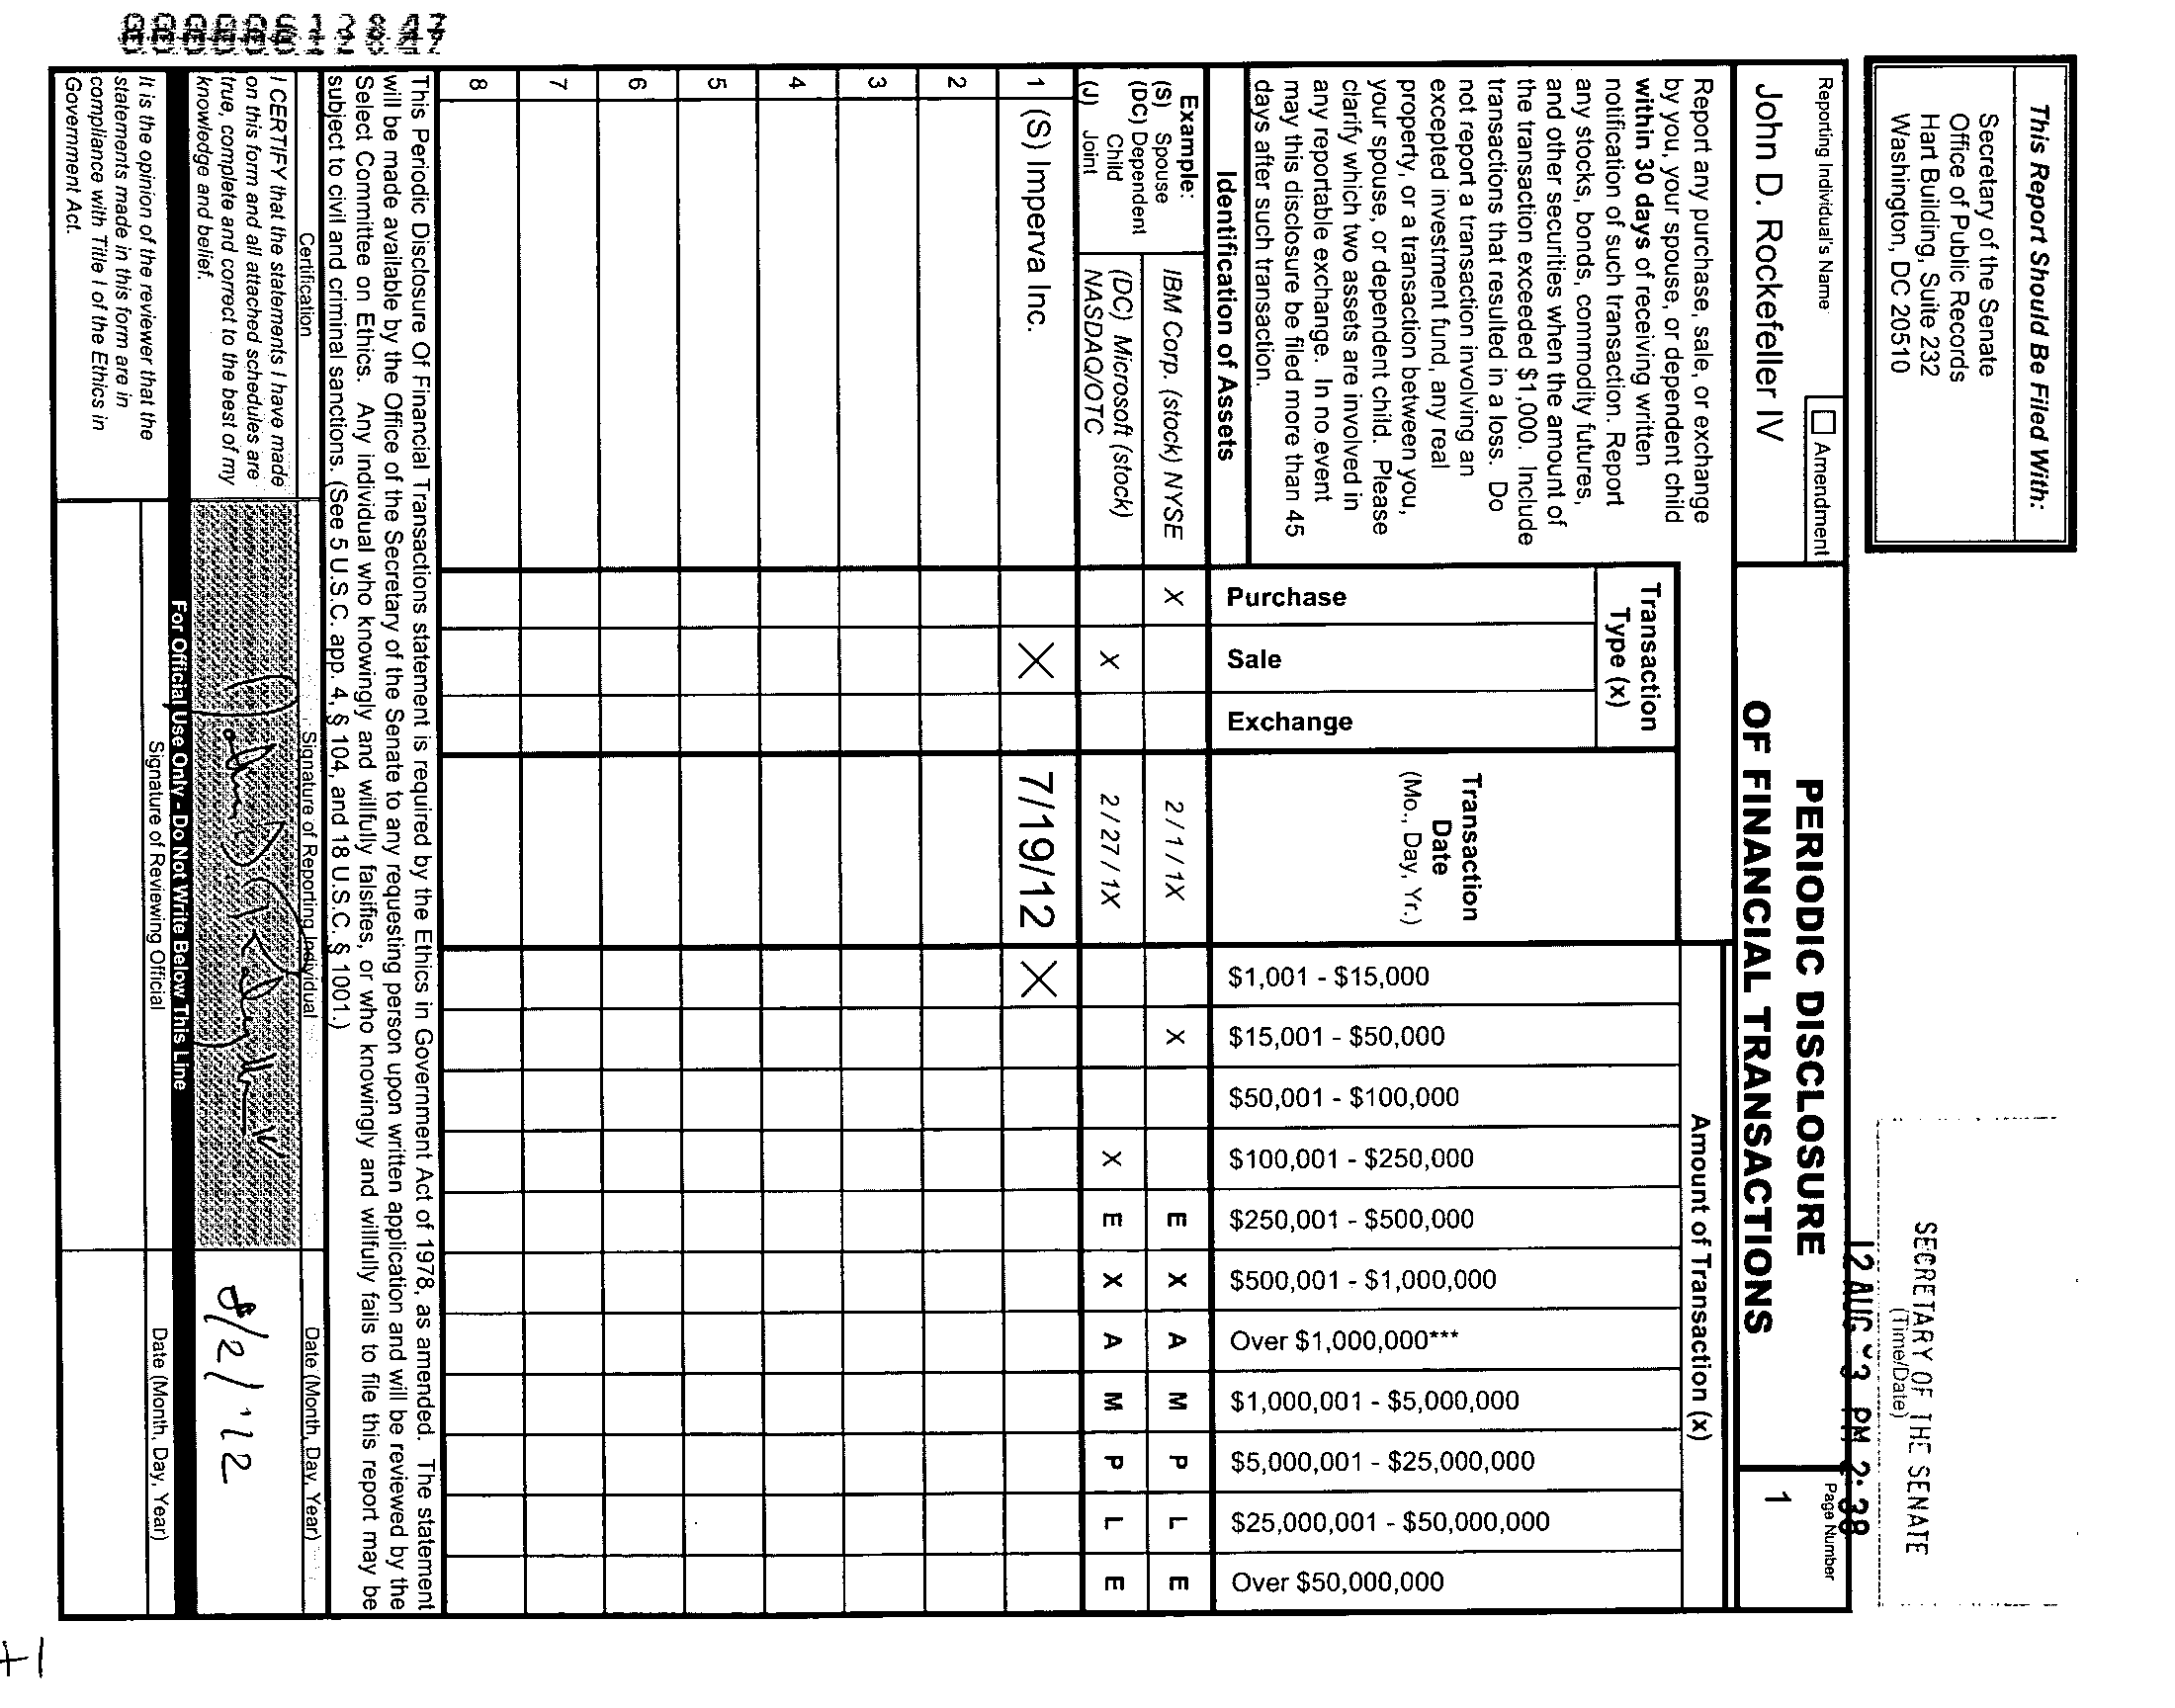 This Report Should Be Filed With:
Secretary of the Senate
Office of Public Records
Hart Building, Suite 232
Washington, DC 20510
SECRETARY OF THE SENATE
(Time/Date)
12 AUG -3 PM 2:38
Reporting Individual's Name
Amendment
John D. Rockefeller IV
PERIODIC DISCLOSURE
OF FINANCIAL TRANSACTIONS
Page Number
1
Report any purchase, sale, or exchange
by you, your spouse, or dependent child
within 30 days of receiving written
notification of such transaction. Report
any stocks, bonds, commodity futures,
and other securities when the amount of
the transaction exceeded $1,000. Include
transactions that resulted in a loss. Do
not report a transaction involving an
excepted investment fund, any real
property, or a transaction between you,
your spouse, or dependent child. Please
clarify which two assets are involved in
any reportable exchange. In no event
may this disclosure be filed more than 45
days after such transaction.
Identification of Assets
Transaction
Type (x)
Purchase
Sale
Exchange
Transaction
Date
(Mo., Day, Yr.)
Amount of Transaction (x)
$1,001 - $15,000
$15,001 - $50,000
$50,001 - $100,000
$100,001 - $250,000
$250,001 - $500,000
$500,001 - $1,000,000
Over $1,000,000***
$1,000,001 - $5,000,000
$5,000,001 - $25,000,000
$25,000,001 - $50,000,000
Over $50,000,000
Example:
(S) Spouse
(DC) Dependent
Child
(J) Joint
IBM Corp. (stock) NYSE X 2/1/1X X E X A M P L E
(DC) Microsoft (stock)
NASDAQ/OTC X 2/27/1X X E X A M P L E
1 (S) Imperva Inc. X 7/19/12 X
2
3
4
5
6
7
8
This Periodic Disclosure Of Financial Transactions statement is required by the Ethics in Government Act of 1978, as amended. The statement
will be made available by the Office of the Secretary of the Senate to any requesting person upon written application and will be reviewed by the
Select Committee on Ethics. Any individual who knowingly and willfully falsifies, or who knowingly and willfully fails to file this report may be
subject to civil and criminal sanctions. (See 5 U.S.C. app. 4, § 104, and 18 U.S.C. § 1001.)
Certification
Signature of Reporting Individual
Date (Month, Day, Year)
I CERTIFY that the statements I have made
on this form and all attached schedules are
true, complete and correct to the best of my
knowledge and belief.
8/2/12
For Official Use Only - Do Not Write Below This Line
It is the opinion of the reviewer that the
statements made in this form are in
compliance with Title I of the Ethics in
Government Act.
Signature of Reviewing Official
Date (Month, Day, Year)